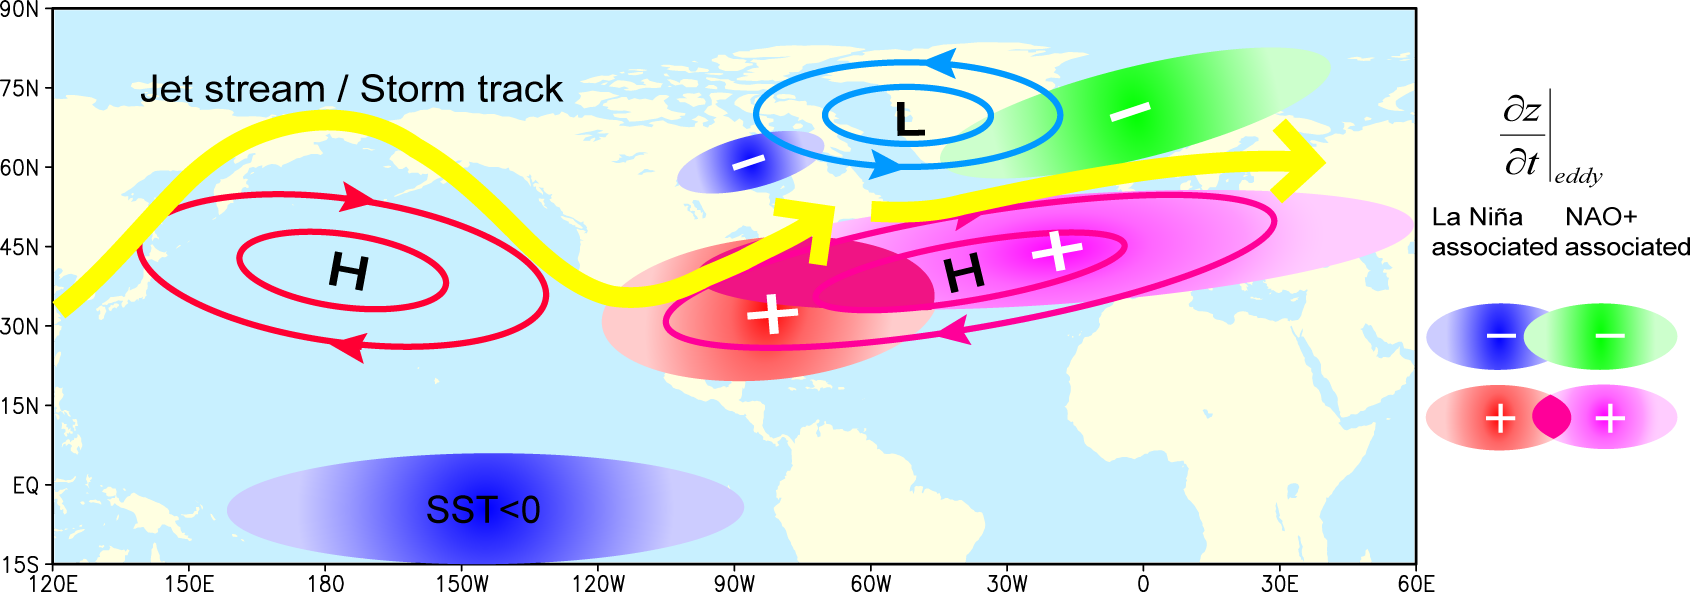 90N
75N
60N
45N
30N
15N
EQ
15S
120E 150E 180 150W 120W 90W 60W 30W 0 30E 60E
Jet stream / Storm track
L
H
H
−
−
+
+
SST<0
∂z
∂t
eddy
La Niña NAO+
associated associated
− −
+ +